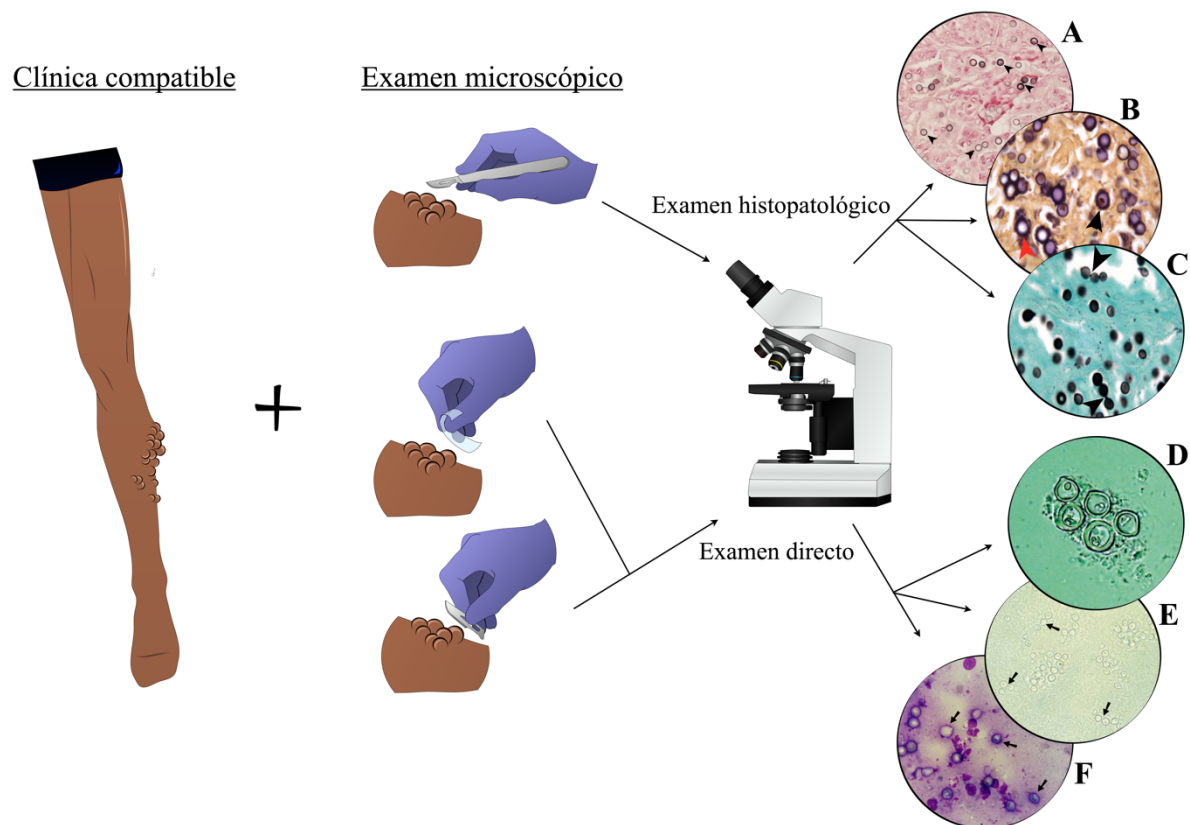 Clínica compatible
Examen microscópico
Examen histopatológico
Examen directo
A
B
C
D
E
F